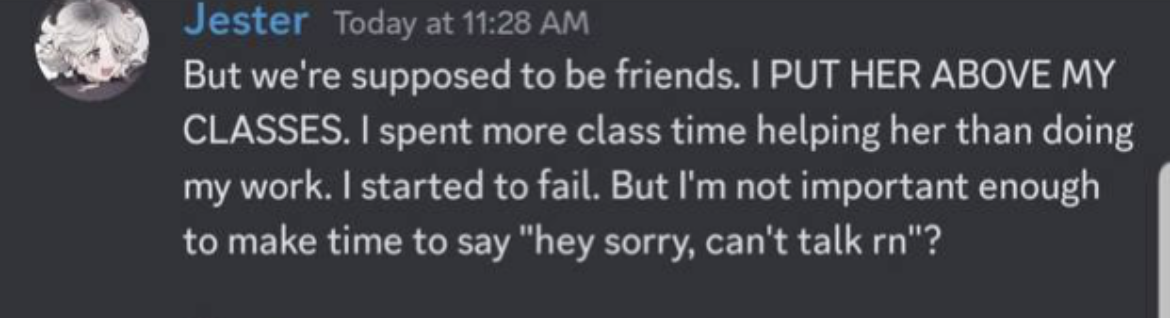 Jester Today at 11:28 AM
But we're supposed to be friends. I PUT HER ABOVE MY
CLASSES. I spent more class time helping her than doing
my work. I started to fail. But I'm not important enough
to make time to say "hey sorry, can't talk rn"?